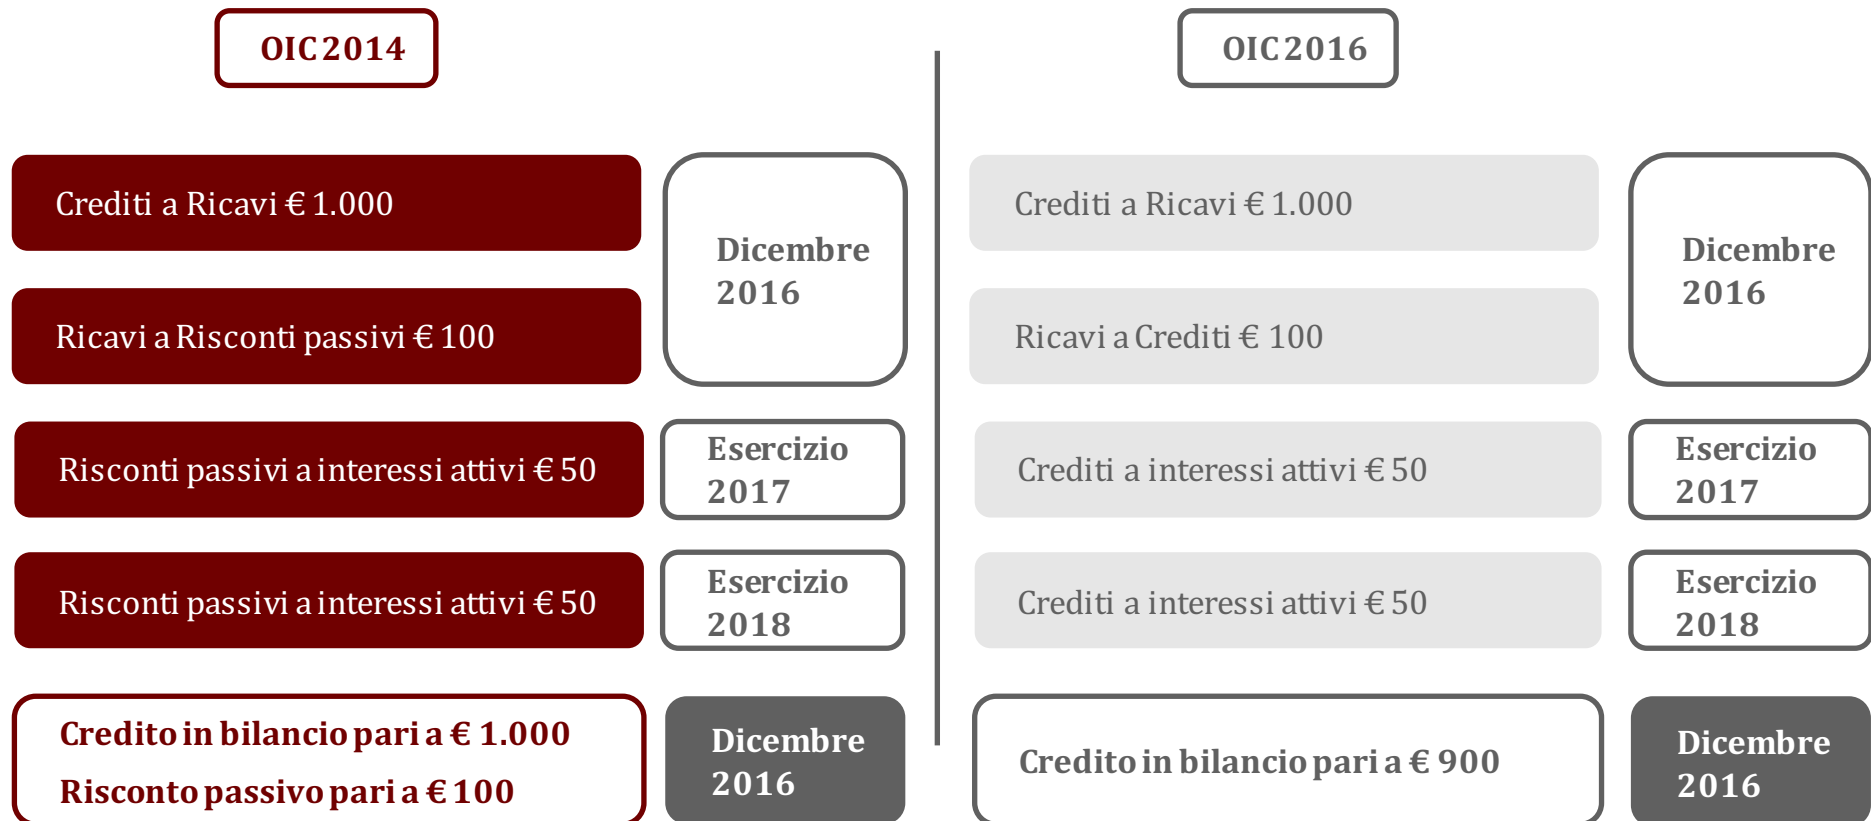 OIC 2014
Crediti a Ricavi € 1.000
Dicembre
2016
Ricavi a Risconti passivi € 100
Risconti passivi a interessi attivi € 50
Esercizio
2017
Risconti passivi a interessi attivi € 50
Esercizio
2018
Credito in bilancio pari a € 1.000
Risconto passivo pari a € 100
Dicembre
2016
OIC 2016
Crediti a Ricavi € 1.000
Dicembre
2016
Ricavi a Crediti € 100
Crediti a interessi attivi € 50
Esercizio
2017
Crediti a interessi attivi € 50
Esercizio
2018
Credito in bilancio pari a € 900
Dicembre
2016